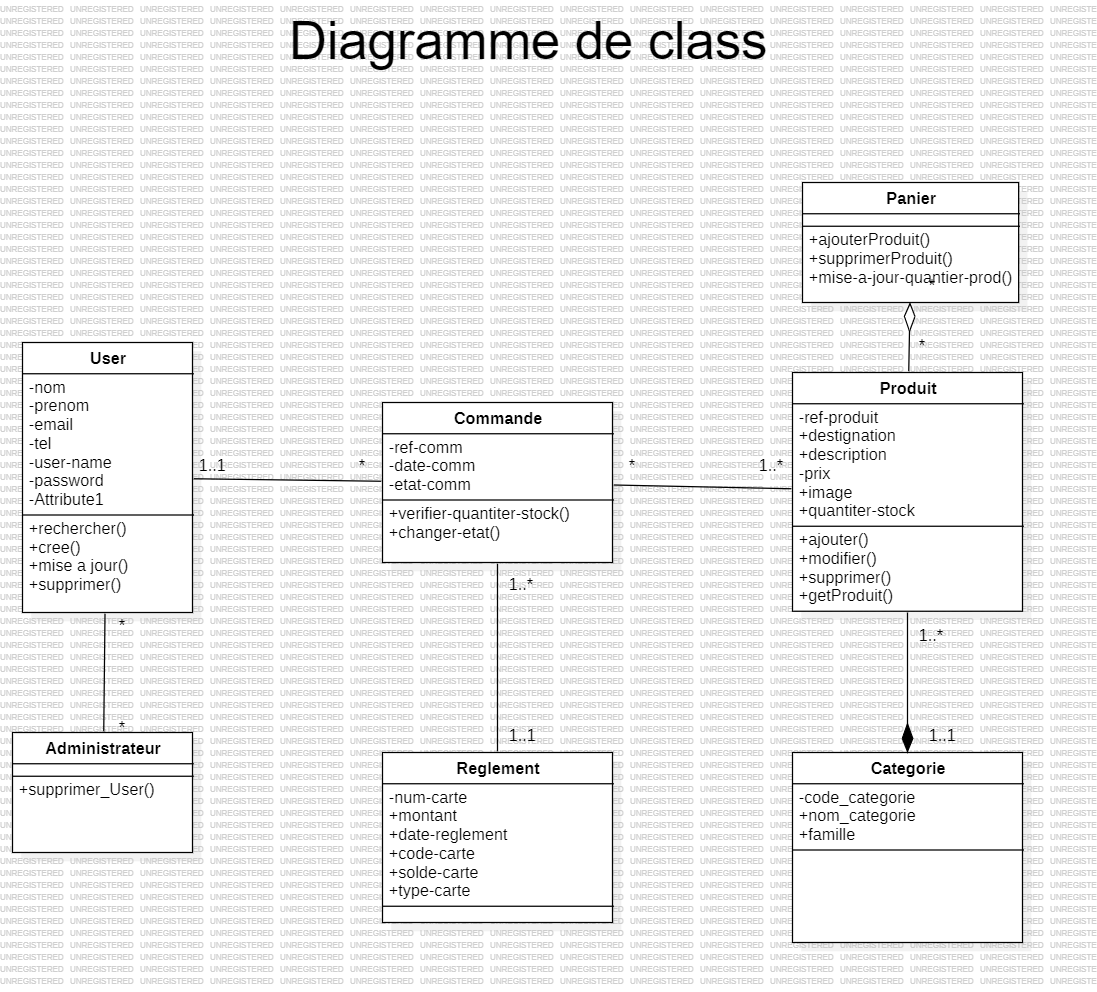 Diagramme de class
Panier
+ajouterProduit()
+supprimerProduit()
+mise-a-jour-quantier-prod()
*
*
User
-nom
-prenom
-email
-tel
-user-name
-password
-Attribute1
+rechercher()
+cree()
+mise a jour()
+supprimer()
1..1
*
Commande
-ref-comm
-date-comm
-etat-comm
+verifier-quantiter-stock()
+changer-etat()
*
1..*
Produit
-ref-produit
+destignation
+description
-prix
+image
+quantiter-stock
+ajouter()
+modifier()
+supprimer()
+getProduit()
*
*
1..*
1..1
1..*
1..1
Administrateur
+supprimer_User()
Reglement
-num-carte
+montant
+date-reglement
+code-carte
+solde-carte
+type-carte
Categorie
-code_categorie
+nom_categorie
+famille
UNREGISTERED